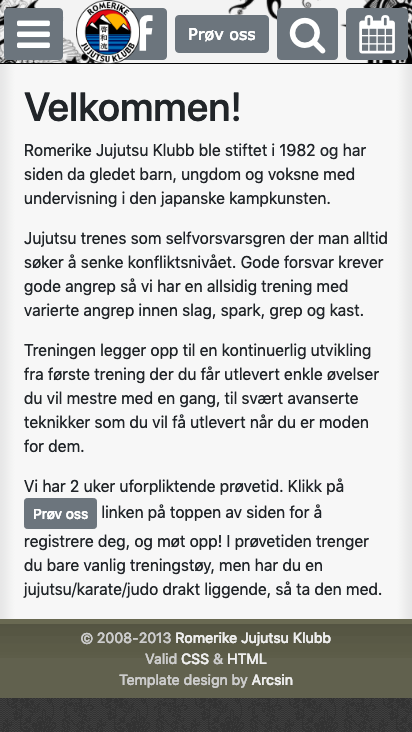 ROMERIKE
JUJUTSU KLUBB
f
Prøv oss
Velkommen!
Romerike Jujutsu Klubb ble stiftet i 1982 og har
siden da gledet barn, ungdom og voksne med
undervisning i den japanske kampkunsten.
Jujutsu trenes som selfvorsvarsgren der man alltid
søker å senke konfliktsnivået. Gode forsvar krever
gode angrep så vi har en allsidig trening med
varierte angrep innen slag, spark, grep og kast.
Treningen legger opp til en kontinuerlig utvikling
fra første trening der du får utlevert enkle øvelser
du vil mestre med en gang, til svært avanserte
teknikker som du vil få utlevert når du er moden
for dem.
Vi har 2 uker uforpliktende prøvetid. Klikk på
Prøv oss linken på toppen av siden for å
registrere deg, og møt opp! I prøvetiden trenger
du bare vanlig treningstøy, men har du en
jujutsu/karate/judo drakt liggende, så ta den med.
© 2008-2013 Romerike Jujutsu Klubb
Valid CSS & HTML
Template design by Arcsin